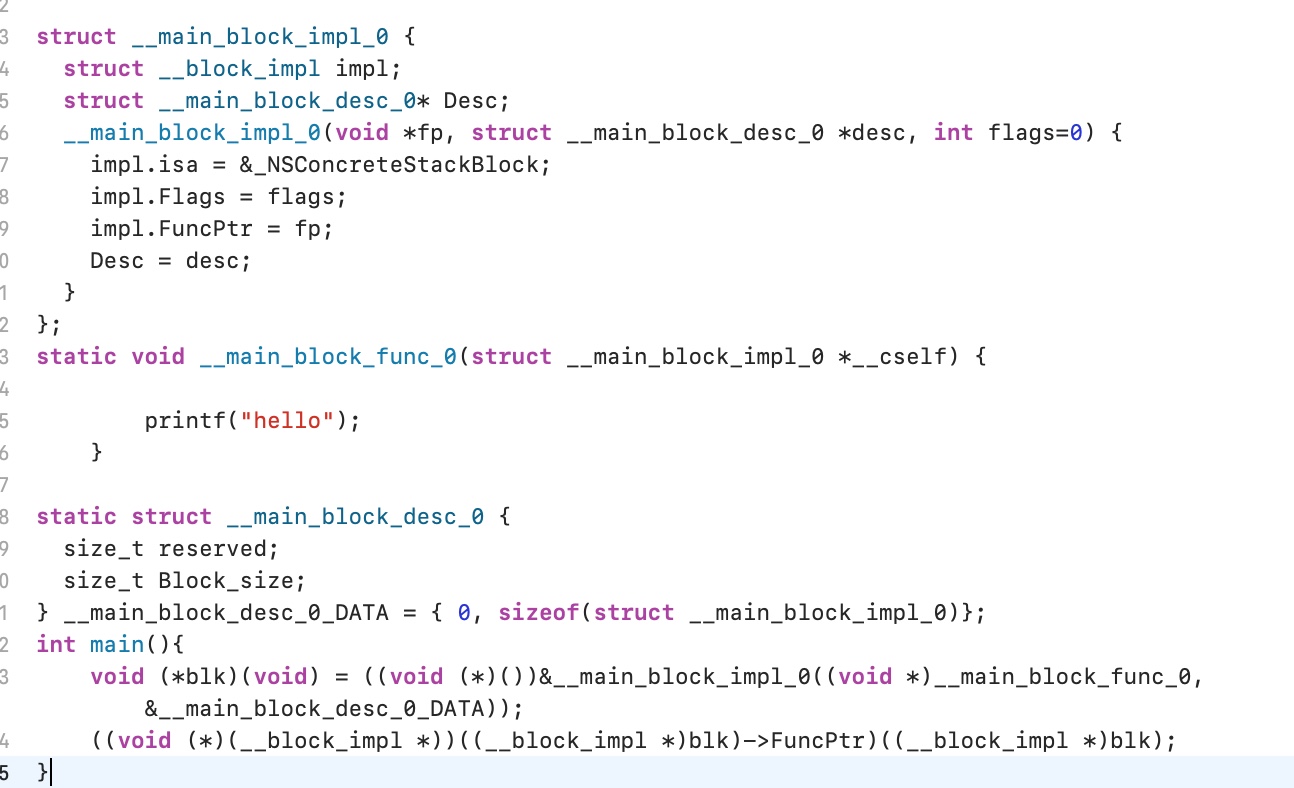 2
3 struct __main_block_impl_0 {
4   struct __block_impl impl;
5   struct __main_block_desc_0* Desc;
6   __main_block_impl_0(void *fp, struct __main_block_desc_0 *desc, int flags=0) {
7     impl.isa = &_NSConcreteStackBlock;
8     impl.Flags = flags;
9     impl.FuncPtr = fp;
0     Desc = desc;
1   }
2 };
3 static void __main_block_func_0(struct __main_block_impl_0 *__cself) {
4
5         printf("hello");
6     }
7
8 static struct __main_block_desc_0 {
9   size_t reserved;
0   size_t Block_size;
1 } __main_block_desc_0_DATA = { 0, sizeof(struct __main_block_impl_0)};
2 int main(){
3     void (*blk)(void) = ((void (*)())&__main_block_impl_0((void *)__main_block_func_0,
        &__main_block_desc_0_DATA));
4     ((void (*)(__block_impl *))((__block_impl *)blk)->FuncPtr)((__block_impl *)blk);
5 }